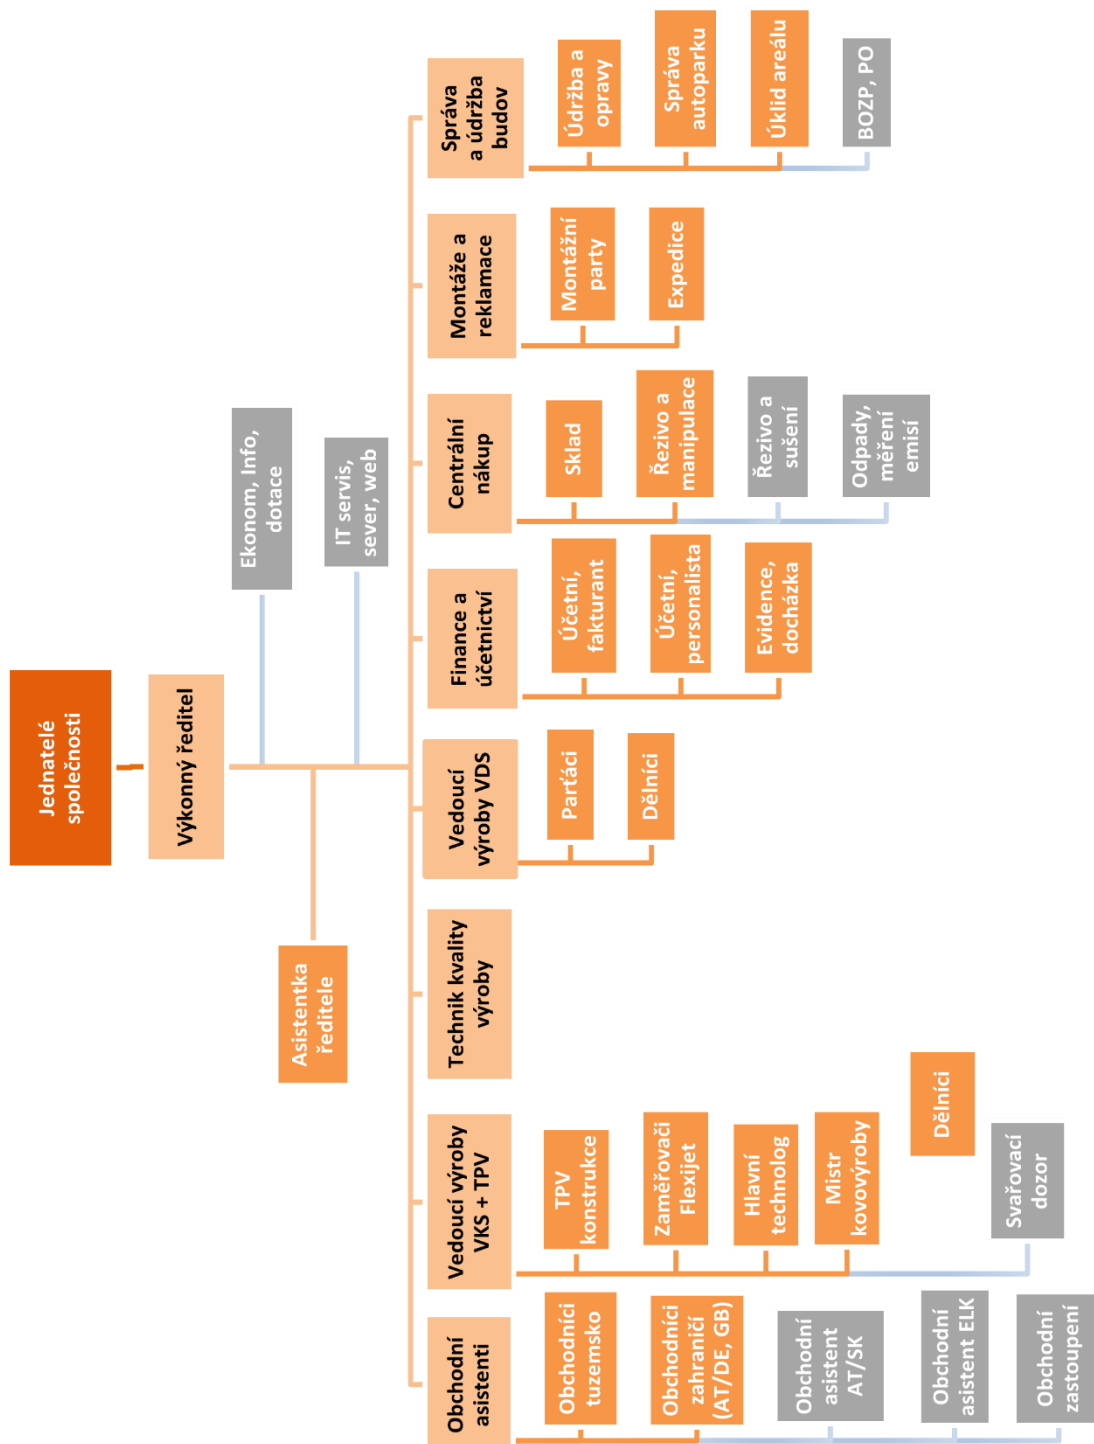 Jednatelé
společnosti
Výkonný ředitel
Ekonom, Info,
dotace
Asistentka
ředitele
IT servis,
sever, web
Obchodní
asistenti
Obchodníci
tuzemsko
Obchodníci
zahraničí
(AT/DE, GB)
Obchodní
asistent
AT/SK
Obchodní
asistent ELK
Obchodní
zastoupení
Vedoucí výroby
VKS + TPV
TPV
konstrukce
Zaměřovači
Flexijet
Hlavní
technolog
Mistr
kovovýroby
Dělníci
Svařovací
dozor
Technik kvality
výroby
Vedoucí
výroby VDS
Parťáci
Dělníci
Finance a
účetnictví
Účetní,
fakturant
Účetní,
personalista
Evidence,
docházka
Centrální
nákup
Sklad
Řezivo a
manipulace
Řezivo a
sušení
Odpady,
měření
emisí
Montáže a
reklamace
Montážní
party
Expedice
Správa
a údržba
budov
Údržba a
opravy
Správa
autoparku
Úklid areálu
BOZP, PO